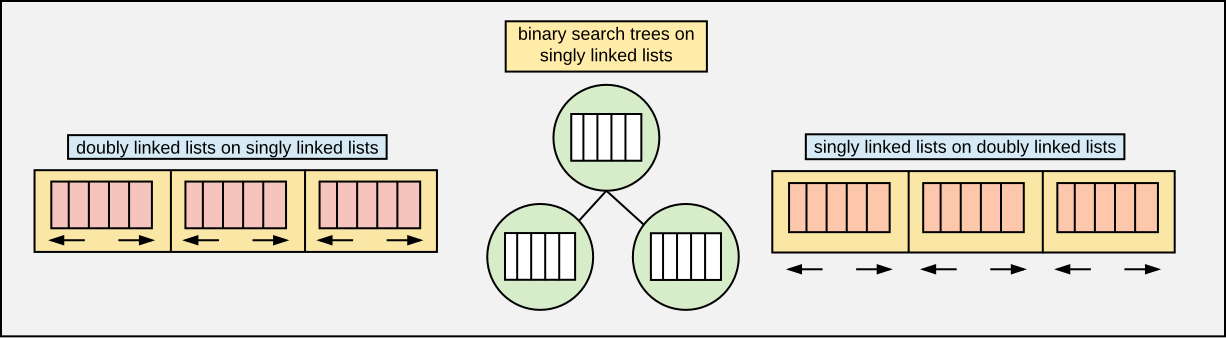 binary search trees on
singly linked lists
doubly linked lists on singly linked lists
singly linked lists on doubly linked lists